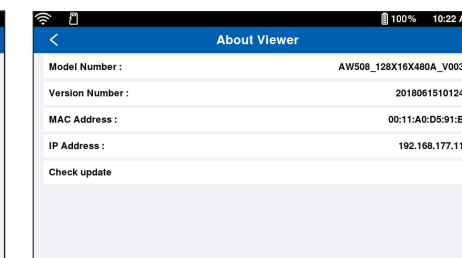 100% 10:22 A
About Viewer
Model Number : AW508_128X16X480A_V003
Version Number : 2018061510124
MAC Address : 00:11:A0:D5:91:E
IP Address : 192.168.177.11
Check update